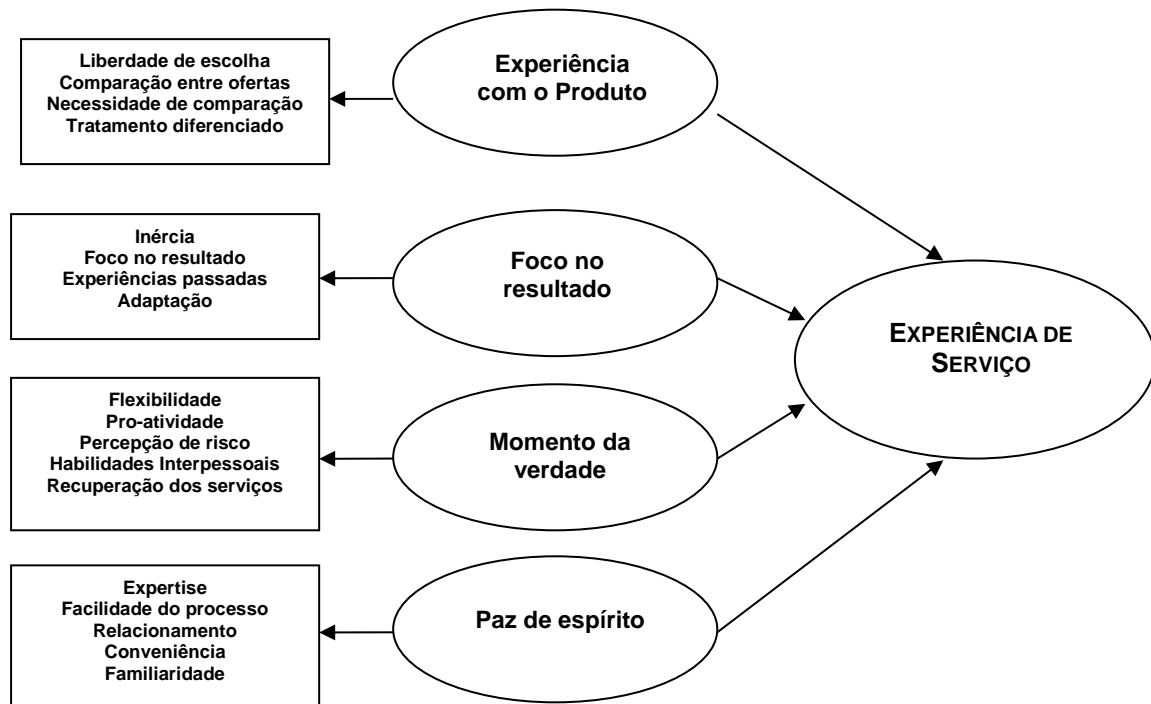 Liberdade de escolha
Comparação entre ofertas
Necessidade de comparação
Tratamento diferenciado
Experiência
com o Produto
Inércia
Foco no resultado
Experiências passadas
Adaptação
Foco no
resultado
EXPERIÊNCIA DE
SERVIÇO
Flexibilidade
Pro-atividade
Percepção de risco
Habilidades Interpessoais
Recuperação dos serviços
Momento da
verdade
Expertise
Facilidade do processo
Relacionamento
Conveniência
Familiaridade
Paz de espírito